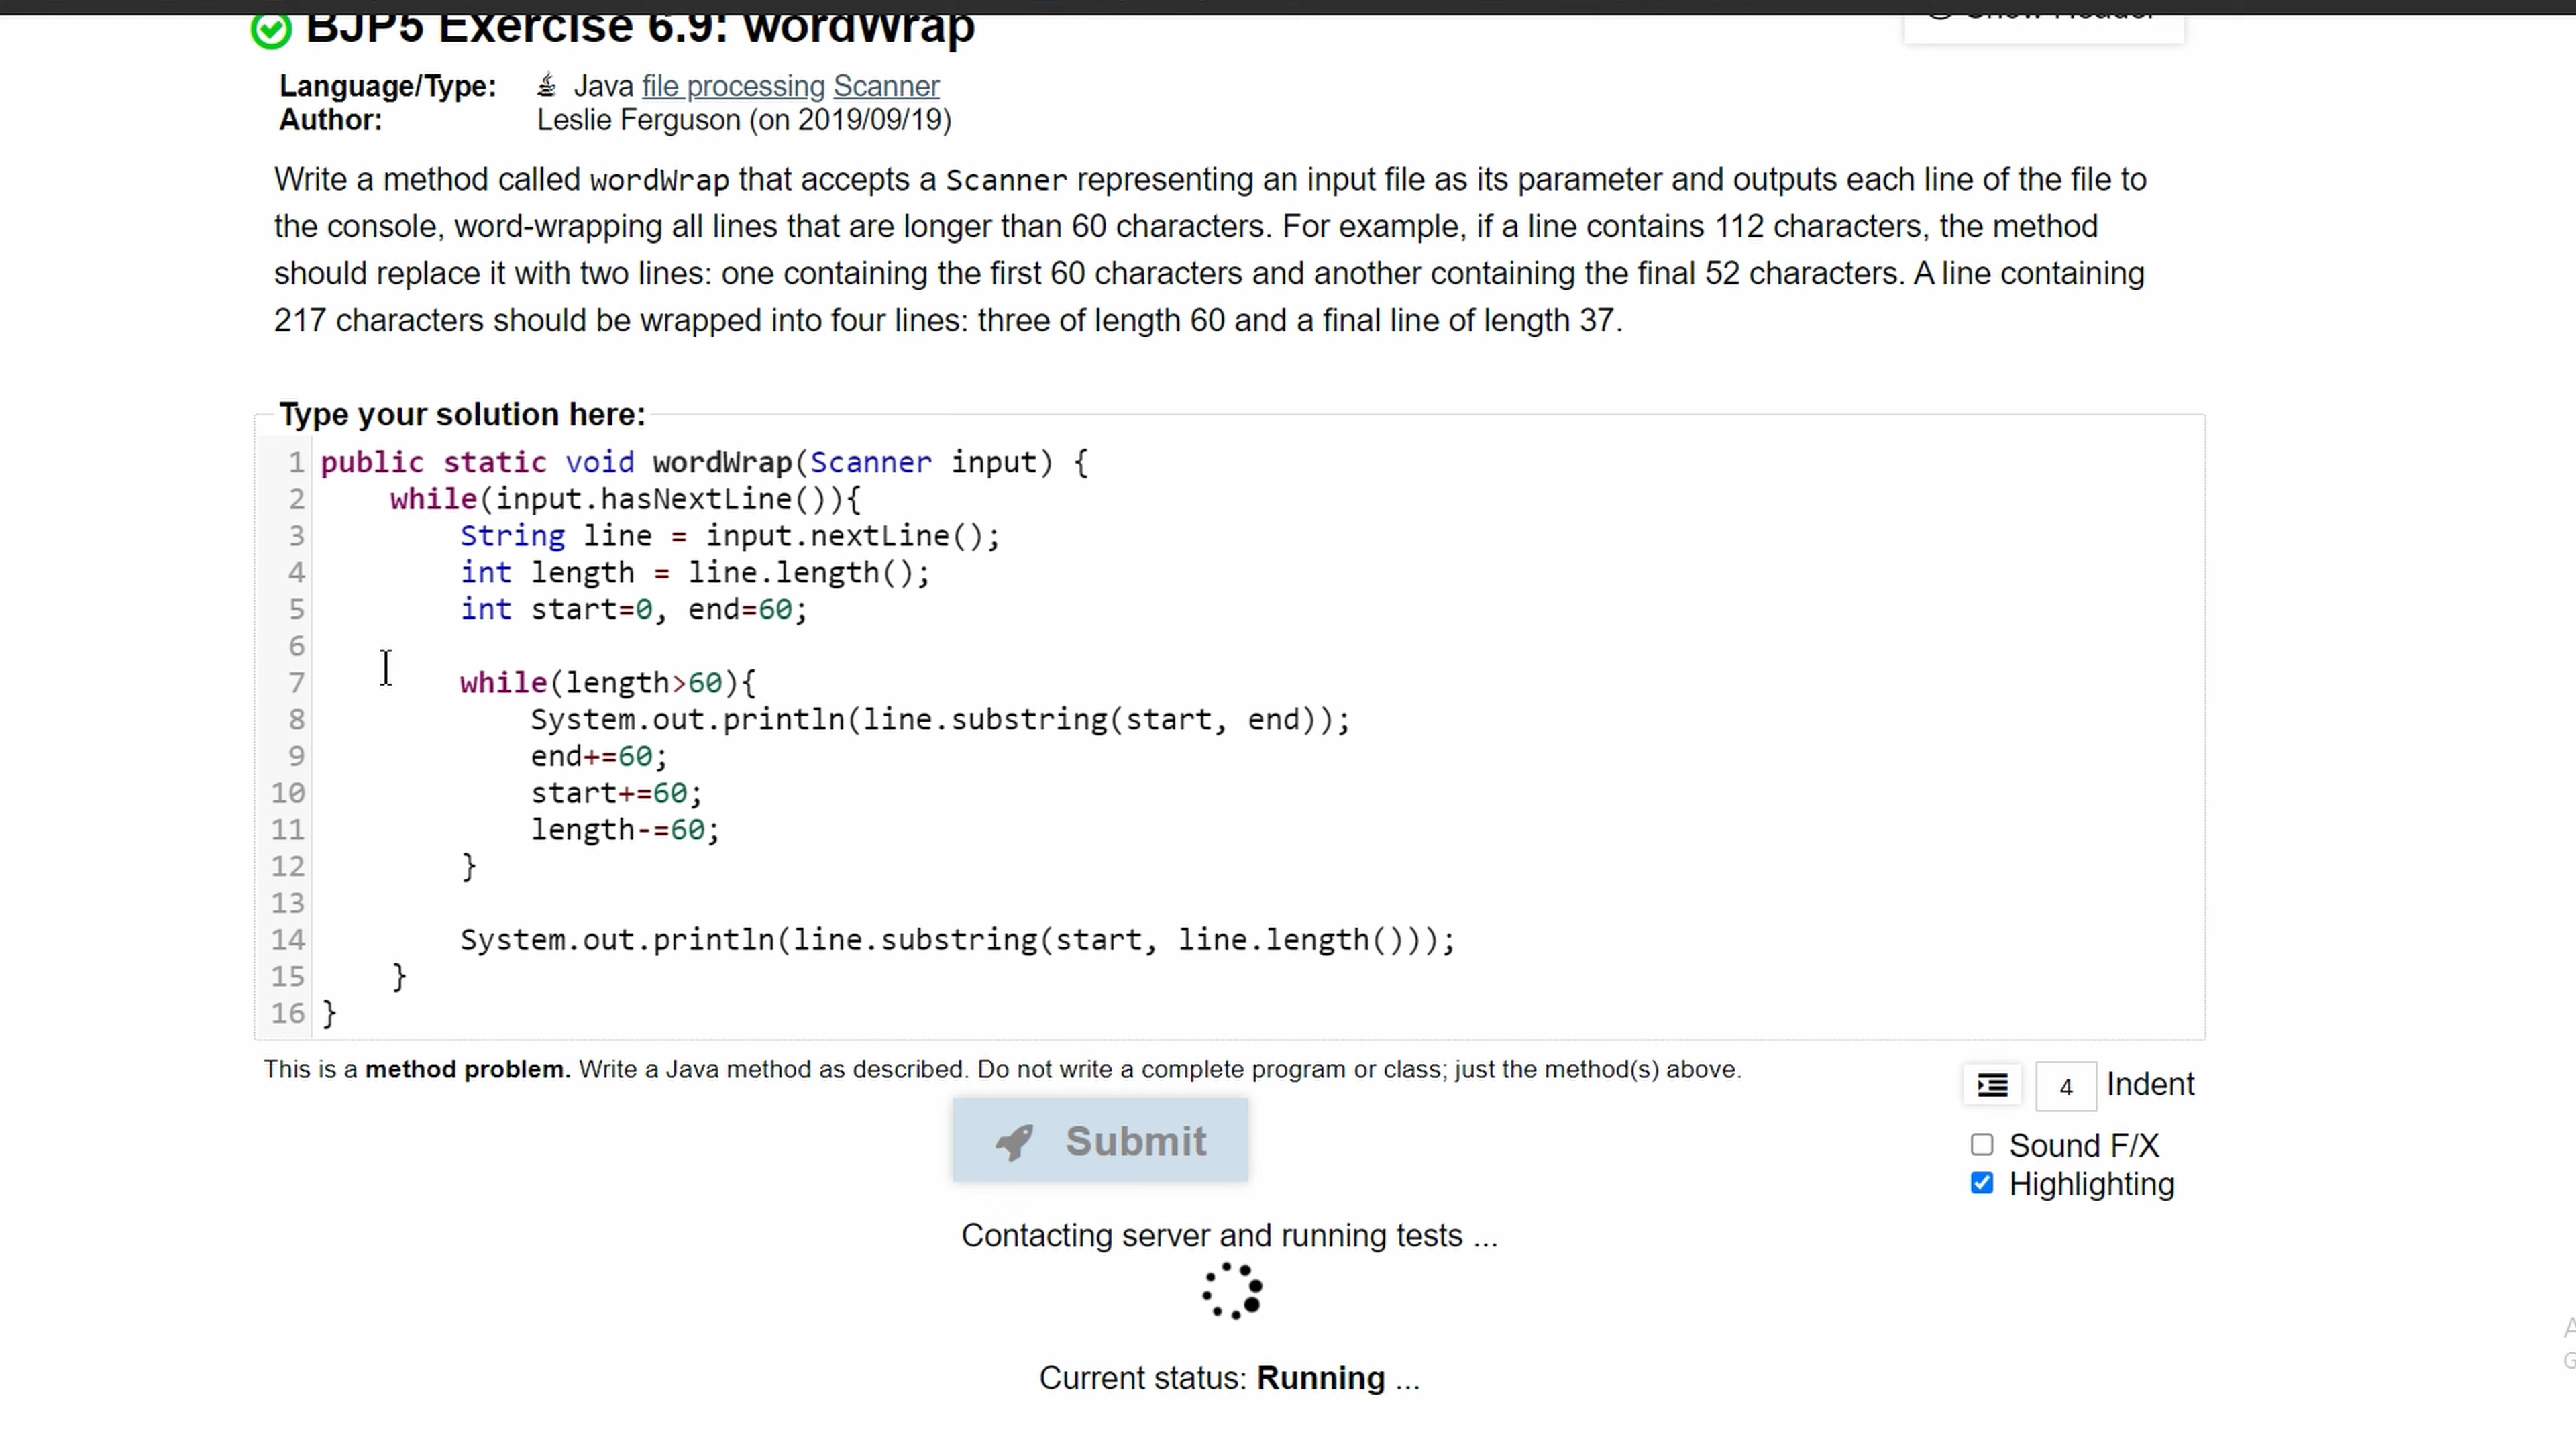 BJP5 Exercise 6.9: wordWrap
Show Header
Language/Type: Java file processing Scanner
Author: Leslie Ferguson (on 2019/09/19)
Write a method called wordWrap that accepts a Scanner representing an input file as its parameter and outputs each line of the file to
the console, word-wrapping all lines that are longer than 60 characters. For example, if a line contains 112 characters, the method
should replace it with two lines: one containing the first 60 characters and another containing the final 52 characters. A line containing
217 characters should be wrapped into four lines: three of length 60 and a final line of length 37.
Type your solution here:
1 public static void wordWrap(Scanner input) {
2     while(input.hasNextLine()){
3         String line = input.nextLine();
4         int length = line.length();
5         int start=0, end=60;
6
7         while(length>60){
8             System.out.println(line.substring(start, end));
9             end+=60;
10             start+=60;
11             length-=60;
12         }
13
14         System.out.println(line.substring(start, line.length()));
15     }
16 }
This is a method problem. Write a Java method as described. Do not write a complete program or class; just the method(s) above.
4 Indent
Submit
Sound F/X
Highlighting
Contacting server and running tests ...
Current status: Running ...